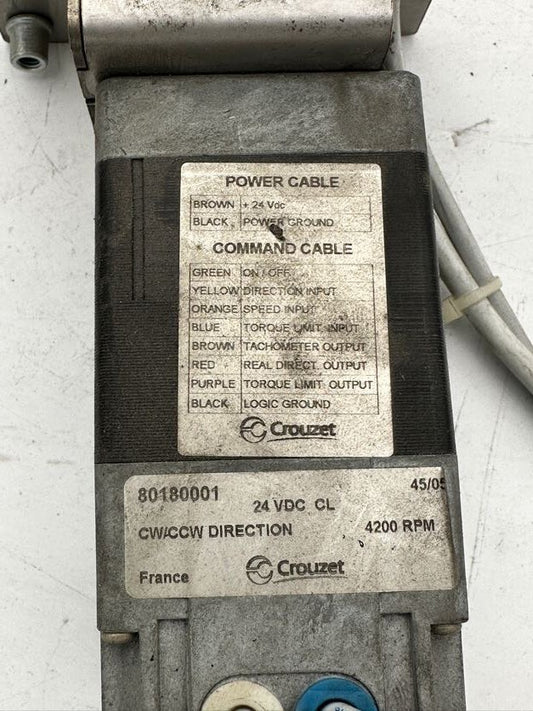 POWER CABLE
BROWN + 24 Vdc
BLACK POWER GROUND
COMMAND CABLE
GREEN ON / OFF
YELLOW DIRECTION INPUT
ORANGE SPEED INPUT
BLUE TORQUE LIMIT. INPUT
BROWN TACHOMETER OUTPUT
RED REAL DIRECT. OUTPUT
PURPLE TORQUE LIMIT. OUTPUT
BLACK LOGIC GROUND
Crouzet
80180001 45/05
24 VDC CL
CW/CCW DIRECTION 4200 RPM
France Crouzet